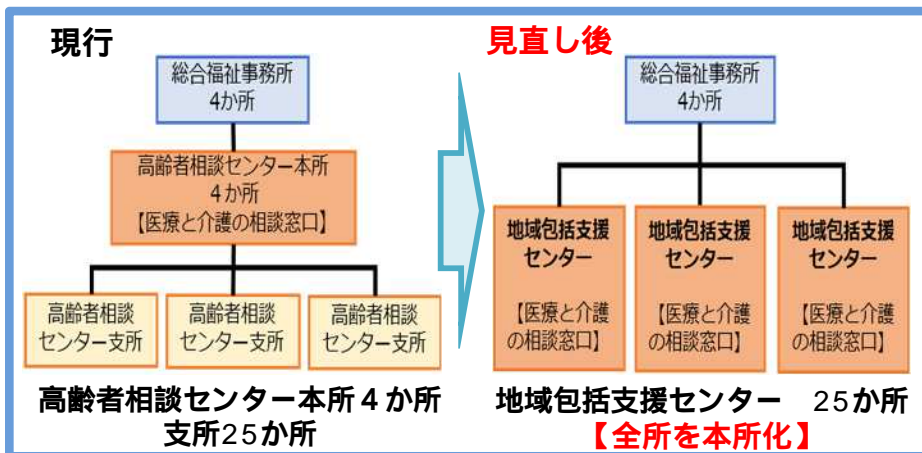 現行
総合福祉事務所
4か所
高齢者相談センター本所
4か所
【医療と介護の相談窓口】
高齢者相談
センター支所
高齢者相談
センター支所
高齢者相談
センター支所
高齢者相談センター本所4か所
支所25か所
見直し後
総合福祉事務所
4か所
地域包括支援
センター
【医療と介護
の相談窓口】
地域包括支援
センター
【医療と介護
の相談窓口】
地域包括支援
センター
【医療と介護
の相談窓口】
地域包括支援センター　25か所
【全所を本所化】